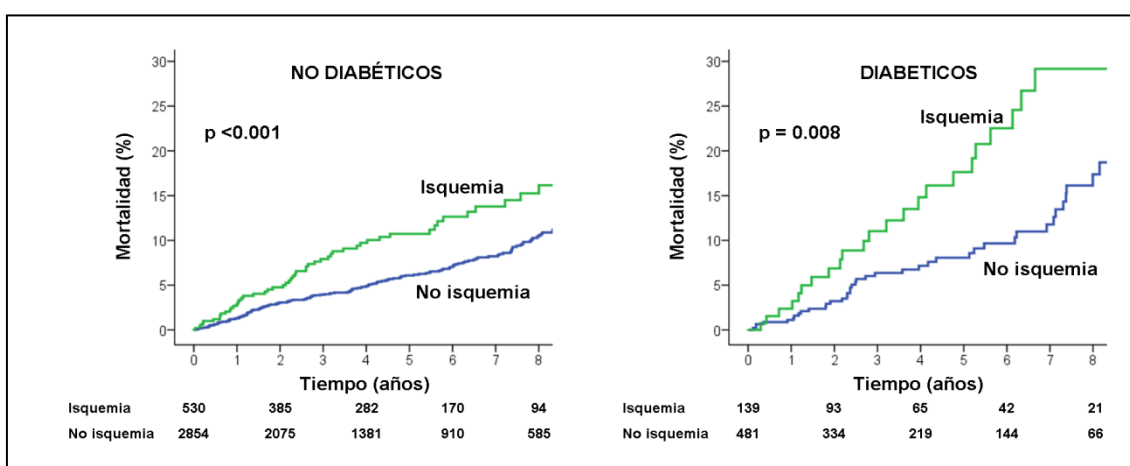 NO DIABÉTICOS
p <0.001
Isquemia
No isquemia
Mortalidad (%)
30
25
20
15
10
5
0
0 1 2 3 4 5 6 7 8
Tiempo (años)
Isquemia 530 385 282 170 94
No isquemia 2854 2075 1381 910 585
DIABETICOS
p = 0.008
Isquemia
No isquemia
Mortalidad (%)
30
25
20
15
10
5
0
0 1 2 3 4 5 6 7 8
Tiempo (años)
Isquemia 139 93 65 42 21
No isquemia 481 334 219 144 66